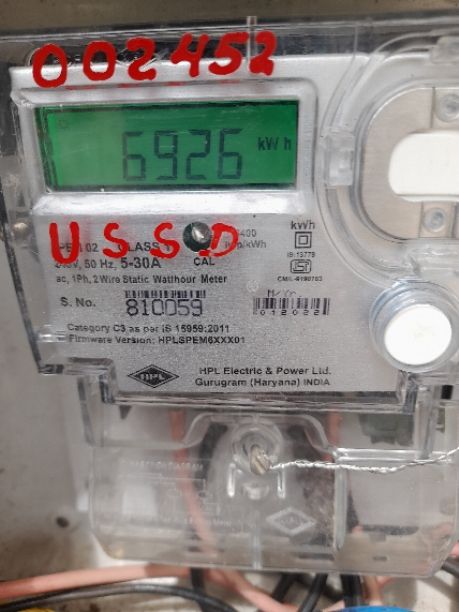 002452
6926 kWh
USSD
CLASS 1
CAL
kWh
50 Hz, 5-30A
IS:13779
ac, 1Ph, 2 Wire Static Watthour Meter
S. No. 810059
Category C3 as per IS 15959:2011
Firmware Version: HPLSPEM6XXX01
HPL
HPL Electric & Power Ltd.
Gurugram (Haryana) INDIA
HPL